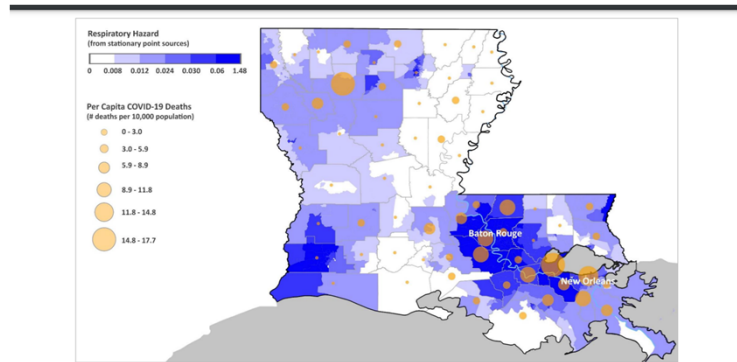 Respiratory Hazard
(from stationary point sources)
0 0.008 0.012 0.024 0.030 0.06 1.48
Per Capita COVID-19 Deaths
(# deaths per 10,000 population)
0 - 3.0
3.0 - 5.9
5.9 - 8.9
8.9 - 11.8
11.8 - 14.8
14.8 - 17.7
Baton Rouge
New Orleans